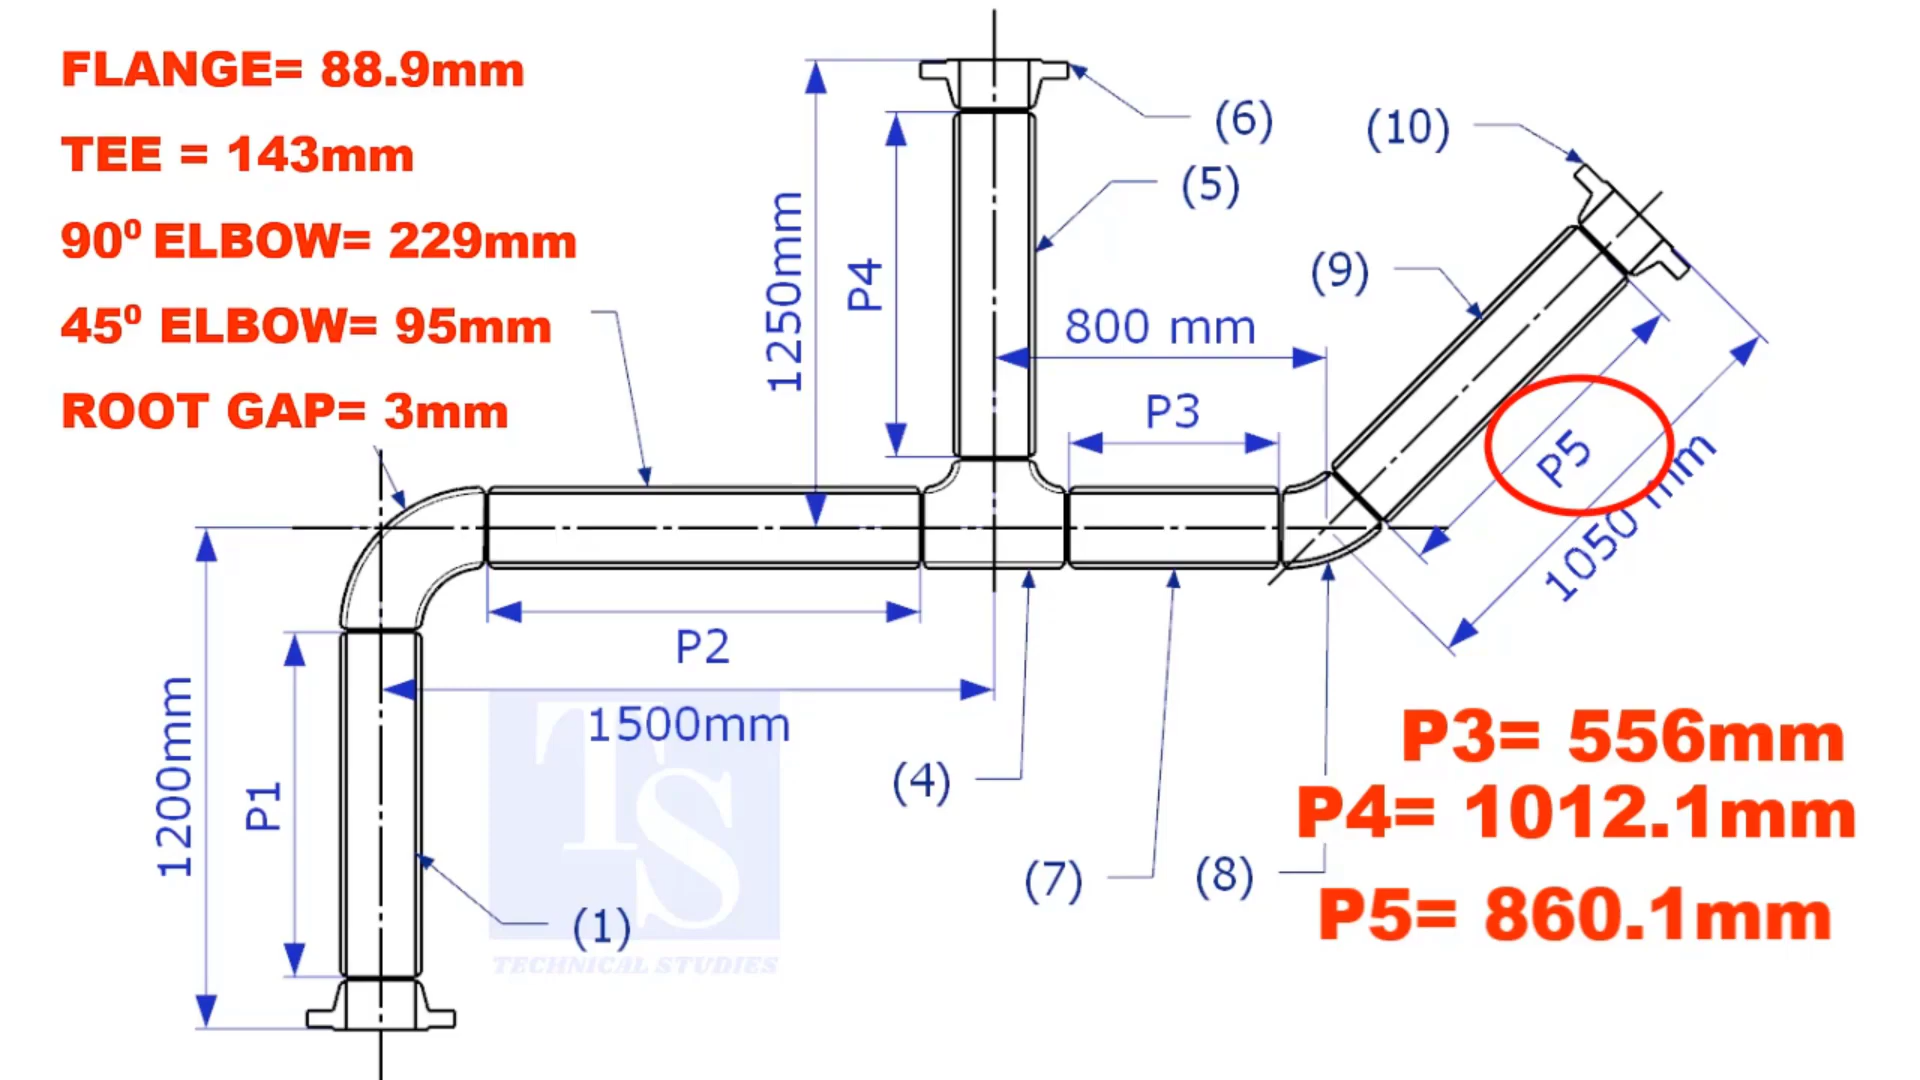 FLANGE= 88.9mm
TEE = 143mm
90⁰ ELBOW= 229mm
45⁰ ELBOW= 95mm
ROOT GAP= 3mm
(6)
(10)
(5)
1250mm
P4
(9)
800 mm
P3
P5
1050 mm
P2
1500mm
1200mm
P1
(4)
(7)
(8)
(1)
TS
TECHNICAL STUDIES
P3= 556mm
P4= 1012.1mm
P5= 860.1mm